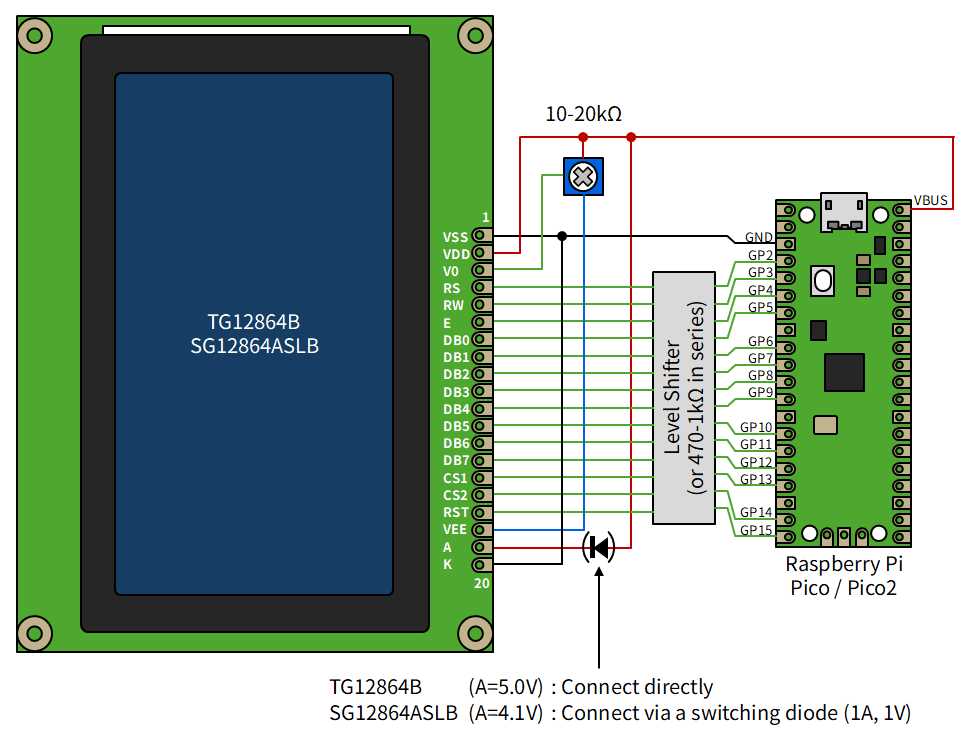 10-20kΩ
VBUS
1
VSS
VDD
V0
RS
RW
E
DB0
DB1
DB2
DB3
DB4
DB5
DB6
DB7
CS1
CS2
RST
VEE
A
K
20
TG12864B
SG12864ASLB
Level Shifter
(or 470-1kΩ in series)
GND
GP2
GP3
GP4
GP5
GP6
GP7
GP8
GP9
GP10
GP11
GP12
GP13
GP14
GP15
Raspberry Pi
Pico / Pico2
TG12864B (A=5.0V) : Connect directly
SG12864ASLB (A=4.1V) : Connect via a switching diode (1A, 1V)